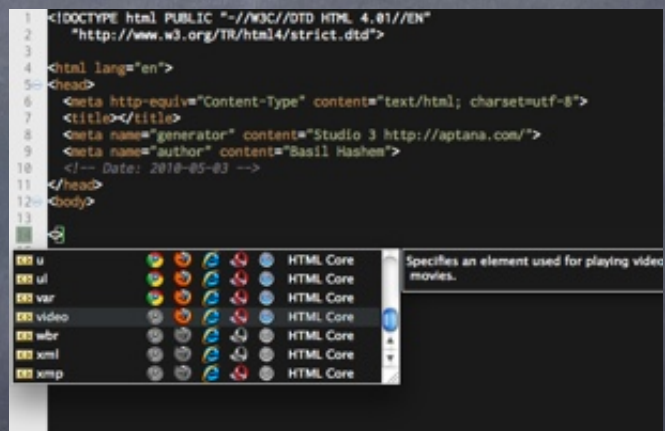 1 <!DOCTYPE html PUBLIC "-//W3C//DTD HTML 4.01//EN"
2 "http://www.w3.org/TR/html4/strict.dtd">
3
4 <html lang="en">
5 <head>
6 <meta http-equiv="Content-Type" content="text/html; charset=utf-8">
7 <title></title>
8 <meta name="generator" content="Studio 3 http://aptana.com/">
9 <meta name="author" content="Basil Hashem">
10 <!-- Date: 2010-05-03 -->
11 </head>
12 <body>
13
<>
u HTML Core
ul HTML Core
var HTML Core
video HTML Core
wbr HTML Core
xml HTML Core
xmp HTML Core
Specifies an element used for playing video
movies.